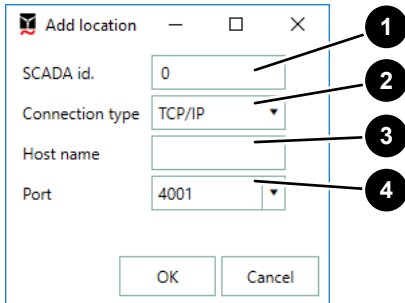 Add location
1
SCADA id. 0
2
Connection type TCP/IP
3
Host name
Port 4001
4
OK Cancel